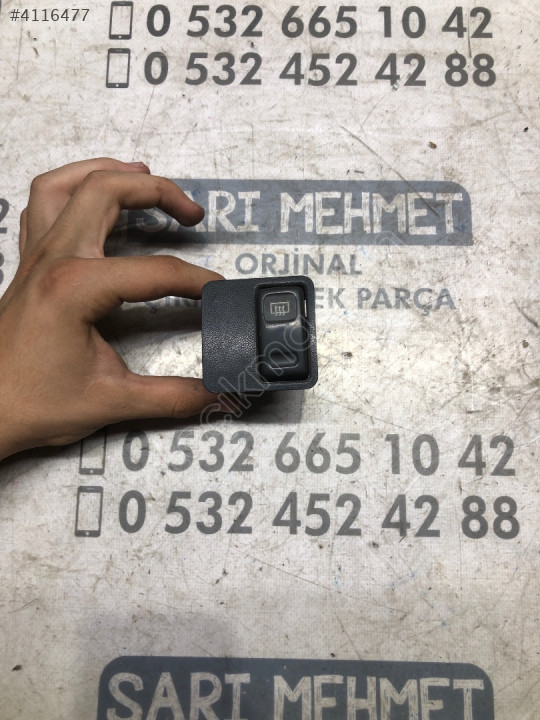 #4116477
0 532 665 10 42
0 532 452 42 88
SARI MEHMET
ORJİNAL
EK PARÇA
0 532 665 10 42
0 532 452 42 88
SARI MEHMET